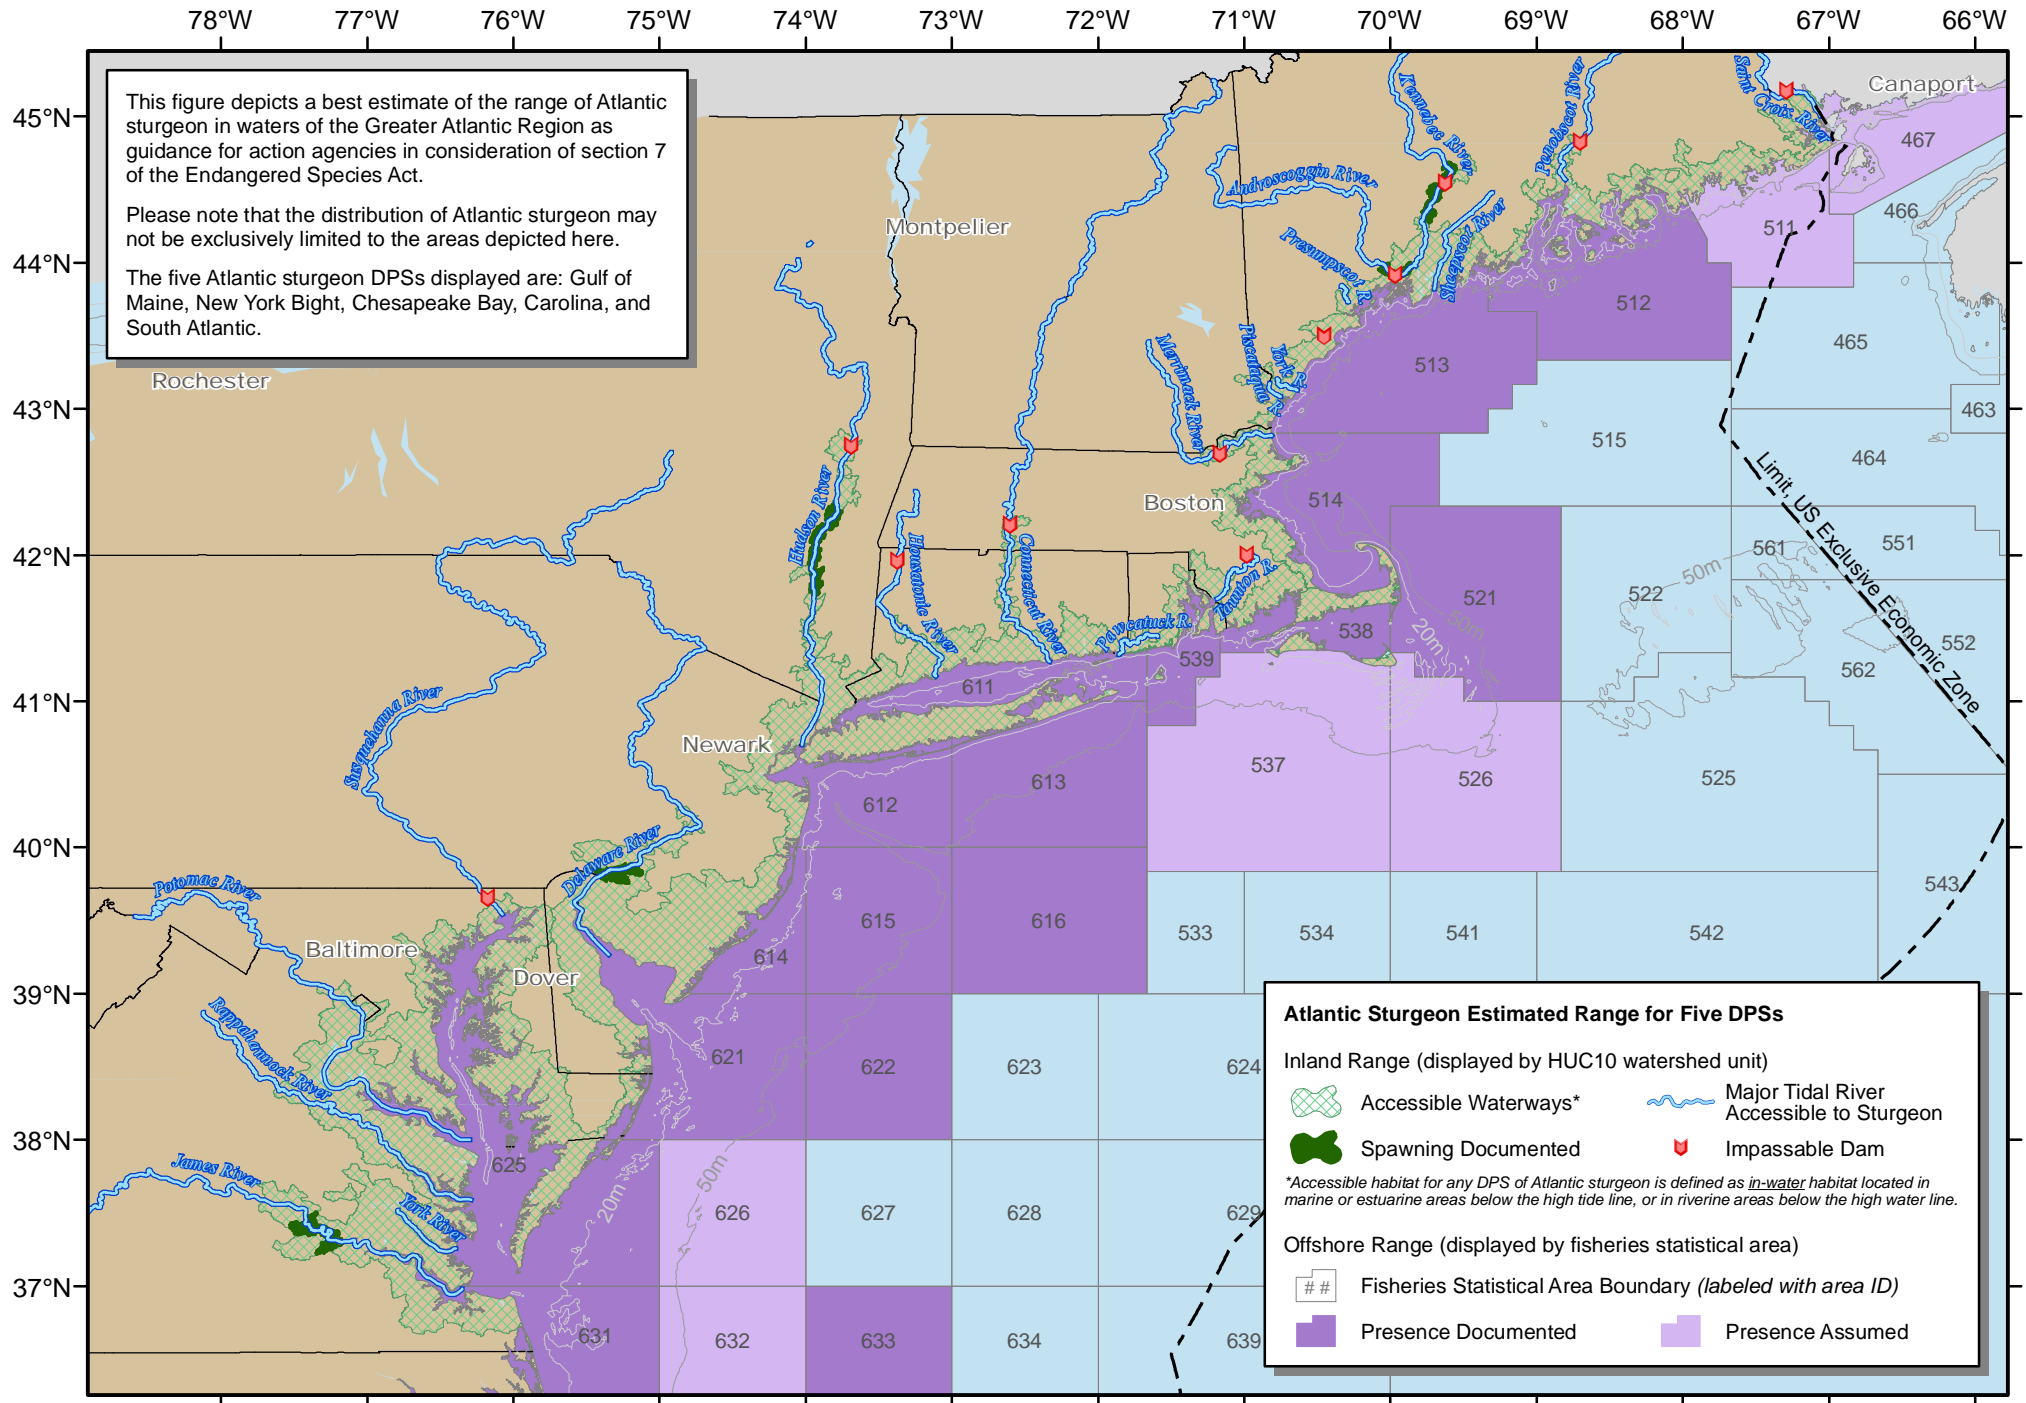 78°W 77°W 76°W 75°W 74°W 73°W 72°W 71°W 70°W 69°W 68°W 67°W 66°W
45°N
44°N
43°N
42°N
41°N
40°N
39°N
38°N
37°N
This figure depicts a best estimate of the range of Atlantic
sturgeon in waters of the Greater Atlantic Region as
guidance for action agencies in consideration of section 7
of the Endangered Species Act.
Please note that the distribution of Atlantic sturgeon may
not be exclusively limited to the areas depicted here.
The five Atlantic sturgeon DPSs displayed are: Gulf of
Maine, New York Bight, Chesapeake Bay, Carolina, and
South Atlantic.
Canaport
Saint Croix River
Penobscot River
Kennebec River
Androscoggin River
Sheepscot River
Presumpscot R.
Montpelier
Rochester
York R.
Piscataqua R.
Merrimack River
Boston
Hudson River
Housatonic River
Connecticut River
Taunton R.
Pawcatuck R.
Newark
Susquehanna River
Delaware River
Potomac River
Baltimore
Dover
Rappahannock River
James River
York River
467
466
511
512
465
513
463
515
464
514
561
551
50m
522
521
50m
20m
538
552
562
539
611
Limit, US Exclusive Economic Zone
537
526
525
613
612
543
615
616
533
534
541
542
614
621
622
623
624
625
20m
50m
626
627
628
629
631
632
633
634
639
Atlantic Sturgeon Estimated Range for Five DPSs
Inland Range (displayed by HUC10 watershed unit)
Accessible Waterways*
Major Tidal River
Accessible to Sturgeon
Spawning Documented
Impassable Dam
*Accessible habitat for any DPS of Atlantic sturgeon is defined as in-water habitat located in
marine or estuarine areas below the high tide line, or in riverine areas below the high water line.
Offshore Range (displayed by fisheries statistical area)
## Fisheries Statistical Area Boundary (labeled with area ID)
Presence Documented
Presence Assumed